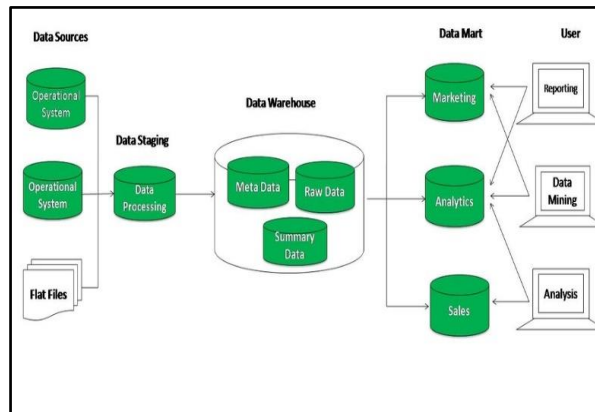 Data Sources
Data Mart
User
Operational
System
Marketing
Reporting
Data Warehouse
Data Staging
Operational
System
Data
Processing
Meta Data
Raw Data
Analytics
Data
Mining
Summary
Data
Flat Files
Sales
Analysis